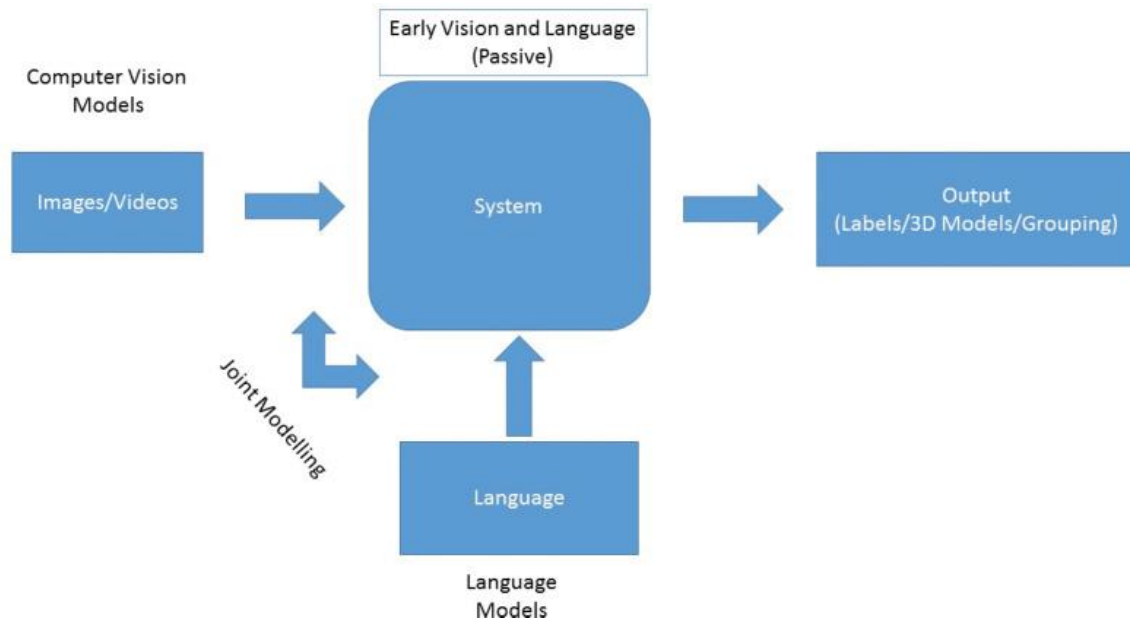 Early Vision and Language
(Passive)
Computer Vision
Models
Images/Videos
System
Output
(Labels/3D Models/Grouping)
Joint Modelling
Language
Language
Models